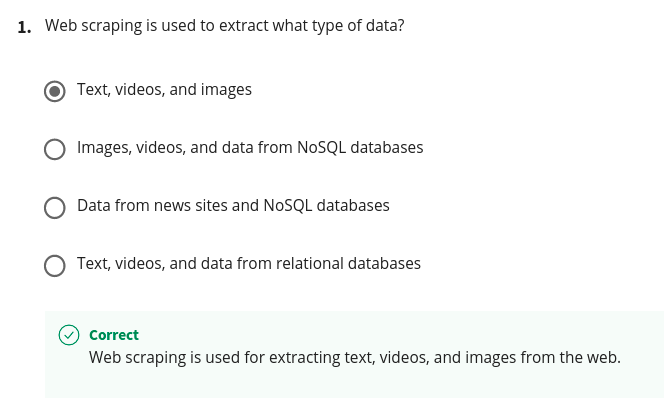 1. Web scraping is used to extract what type of data?
Text, videos, and images
Images, videos, and data from NoSQL databases
Data from news sites and NoSQL databases
Text, videos, and data from relational databases
Correct
Web scraping is used for extracting text, videos, and images from the web.